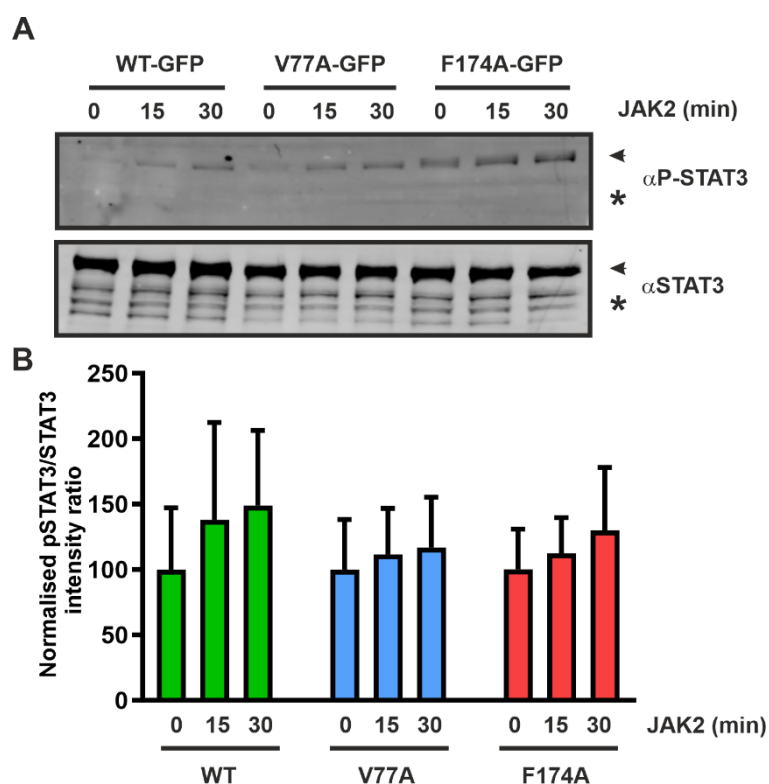 A
WT-GFP V77A-GFP F174A-GFP
0 15 30 0 15 30 0 15 30 JAK2 (min)
αP-STAT3
*
αSTAT3
*
B
Normalised pSTAT3/STAT3
intensity ratio
250
200
150
100
50
0
0 15 30 0 15 30 0 15 30 JAK2 (min)
WT V77A F174A